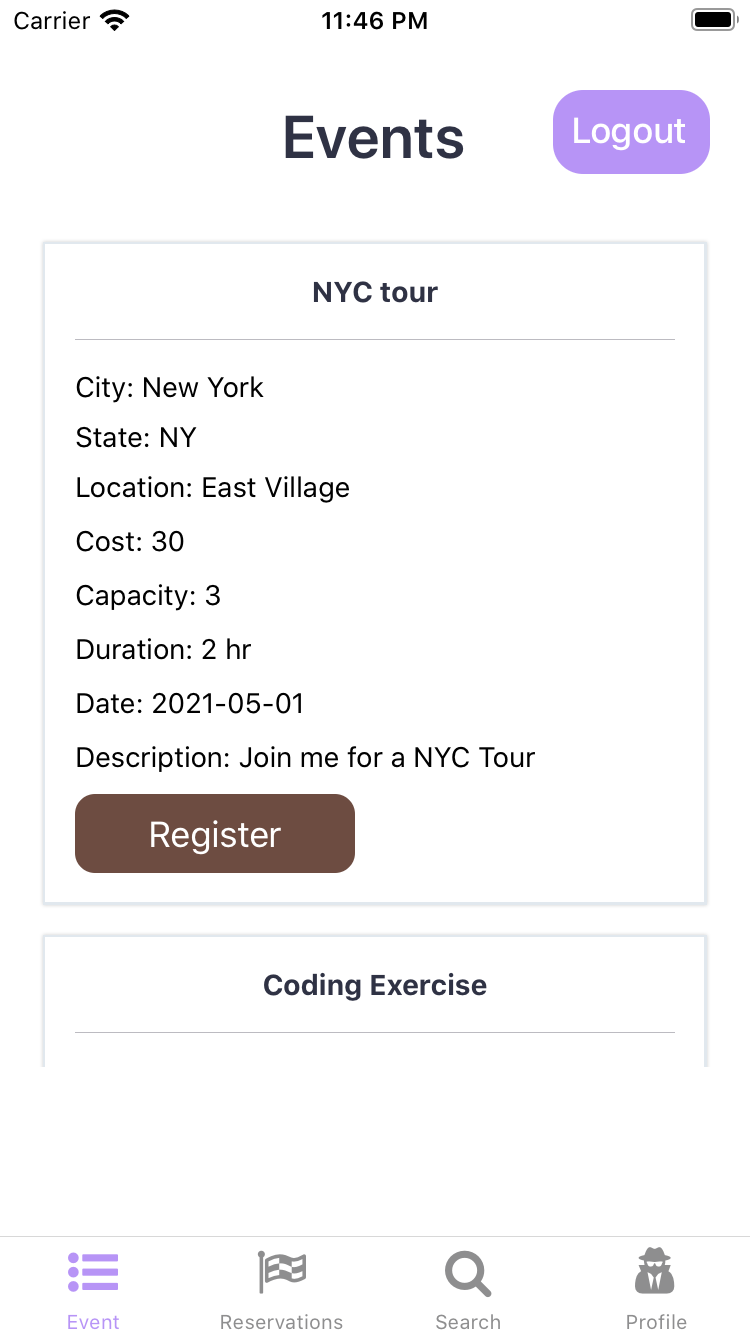 Carrier 11:46 PM
Events
Logout
NYC tour
City: New York
State: NY
Location: East Village
Cost: 30
Capacity: 3
Duration: 2 hr
Date: 2021-05-01
Description: Join me for a NYC Tour
Register
Coding Exercise
Event Reservations Search Profile